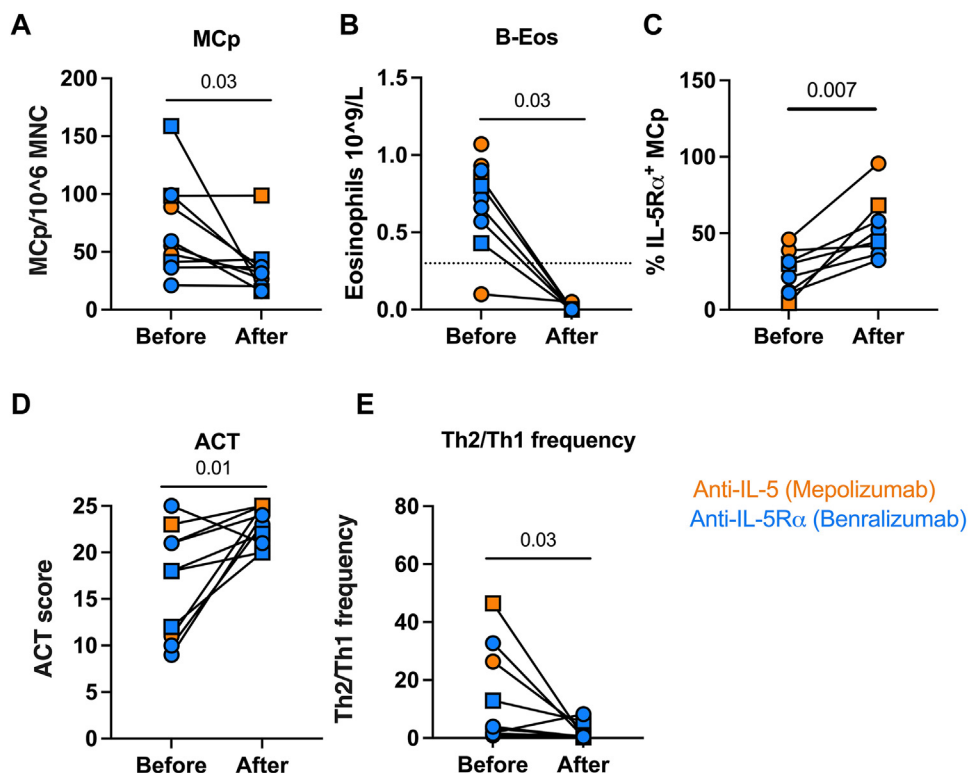 A
MCp
MCp/10^6 MNC
200
150
100
50
0
0.03
Before
After
B
B-Eos
Eosinophils 10^9/L
1.5
1.0
0.5
0.0
0.03
Before
After
C
% IL-5Rα+ MCp
150
100
50
0
0.007
Before
After
D
ACT
ACT score
25
20
15
10
5
0
0.01
Before
After
E
Th2/Th1 frequency
Th2/Th1 frequency
80
60
40
20
0
0.03
Before
After
Anti-IL-5 (Mepolizumab)
Anti-IL-5Rα (Benralizumab)